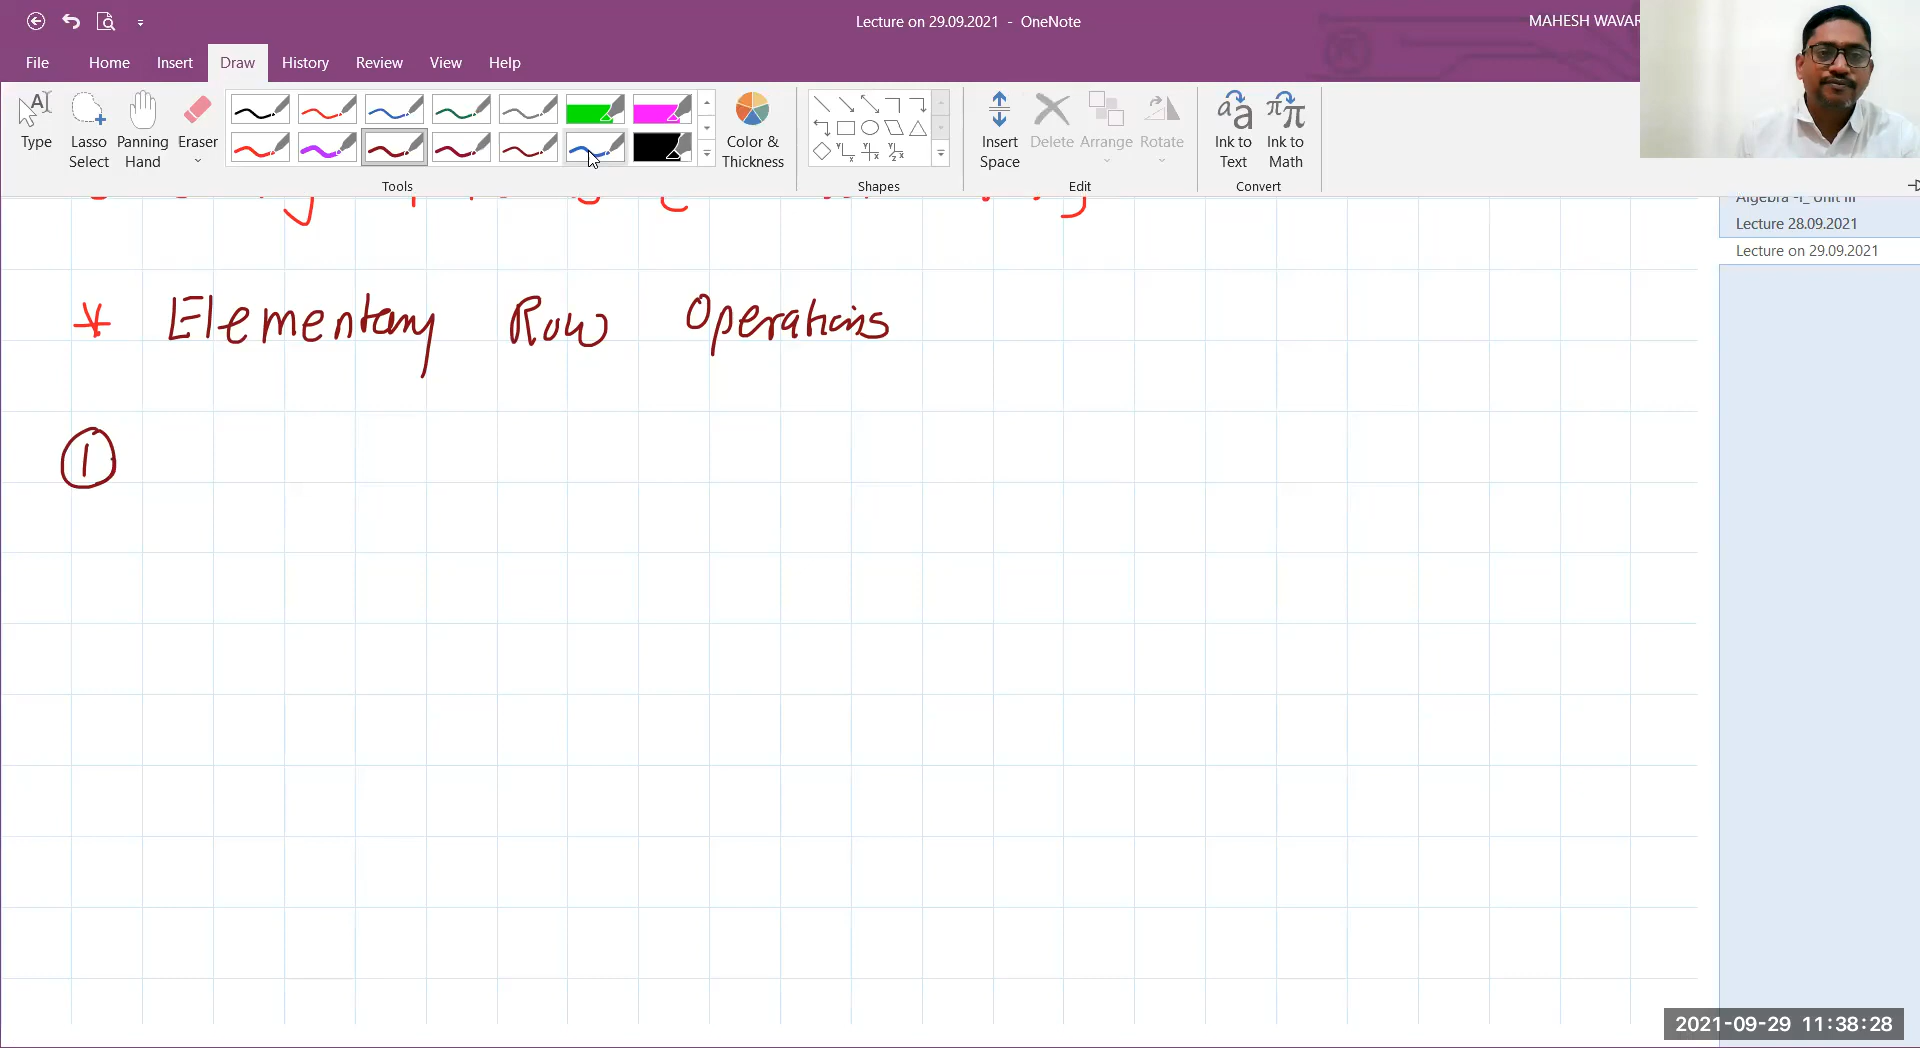 Lecture on 29.09.2021 - OneNote
MAHESH WAVAR
File Home Insert Draw History Review View Help
Type
Lasso Select
Panning Hand
Eraser
Color & Thickness
Insert Space
Delete
Arrange
Rotate
Ink to Text
Ink to Math
Tools
Shapes
Edit
Convert
Lecture 28.09.2021
Lecture on 29.09.2021
* Elementary Row Operations
①
2021-09-29 11:38:28